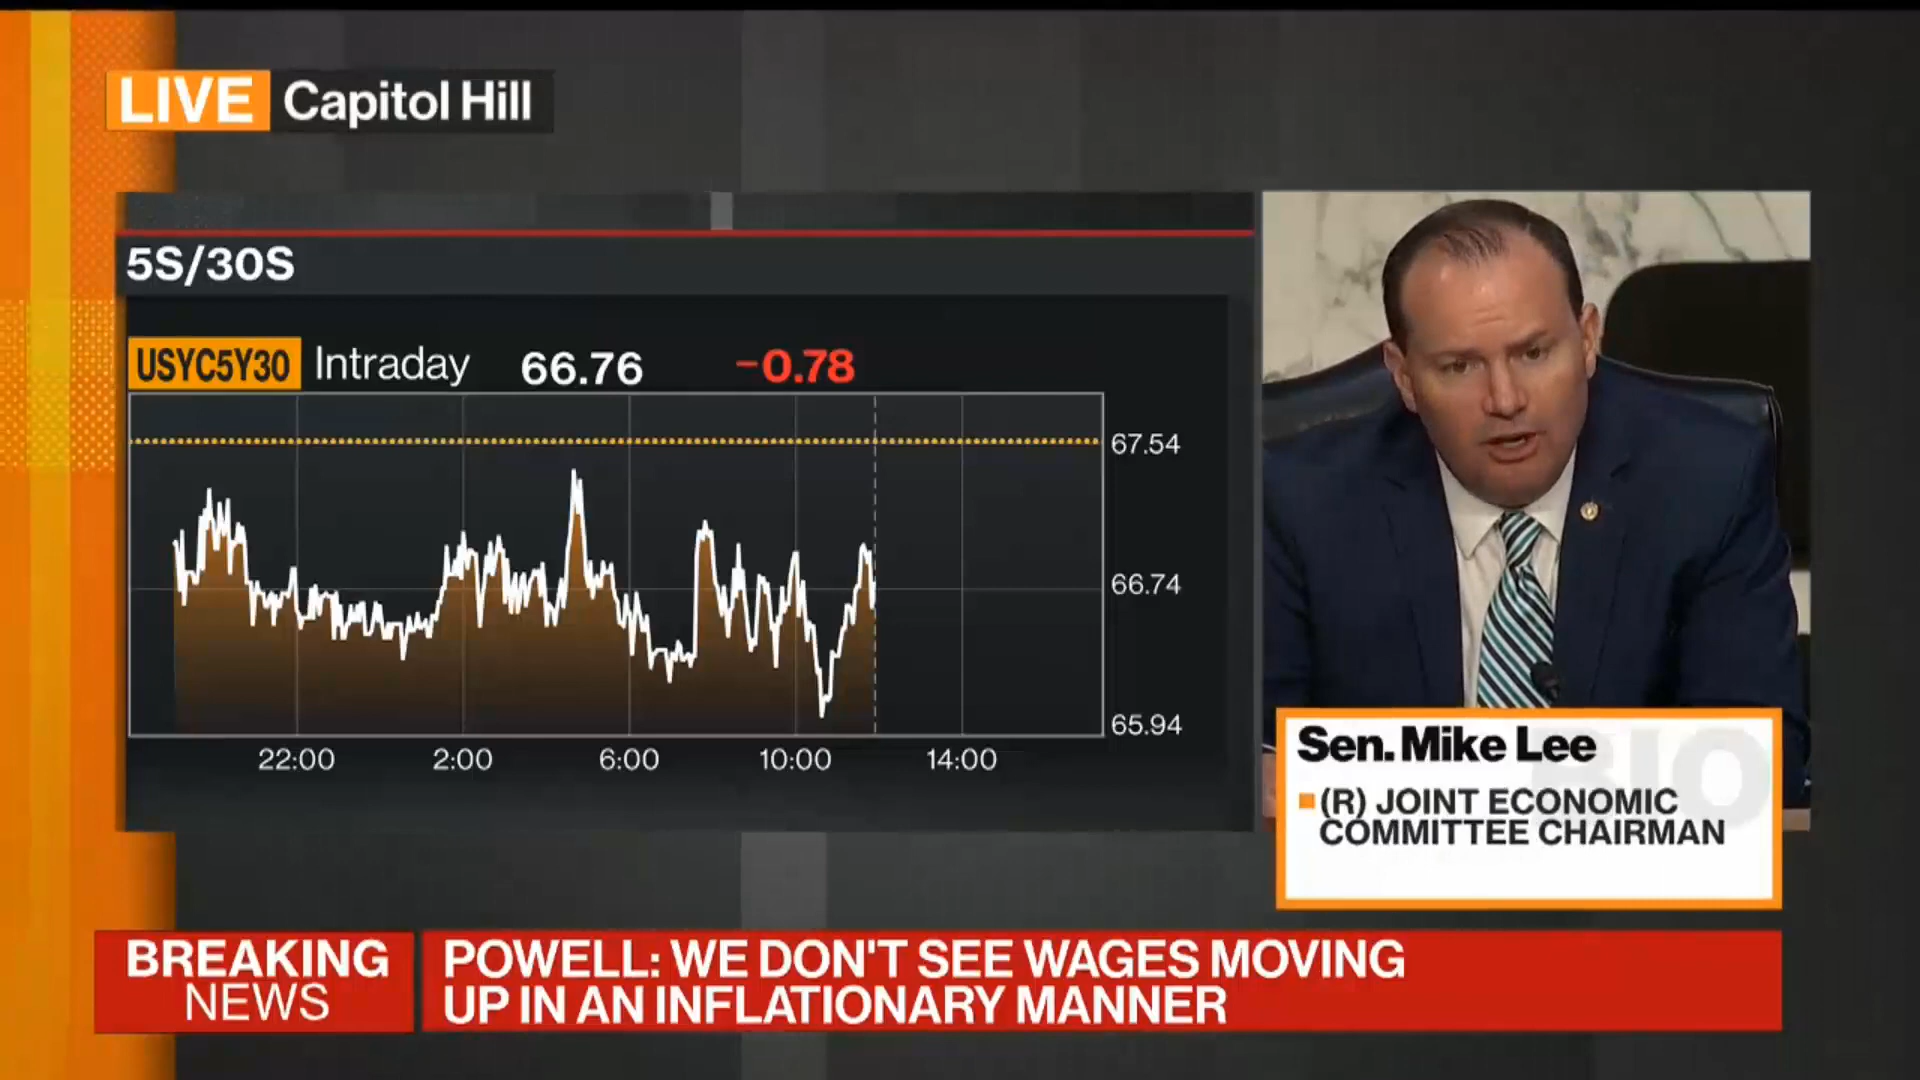 LIVE Capitol Hill
5S/30S
USYC5Y30 Intraday 66.76 -0.78
67.54
66.74
65.94
22:00 2:00 6:00 10:00 14:00
Sen. Mike Lee
(R) JOINT ECONOMIC
COMMITTEE CHAIRMAN
BIO
BREAKING
NEWS
POWELL: WE DON'T SEE WAGES MOVING
UP IN AN INFLATIONARY MANNER